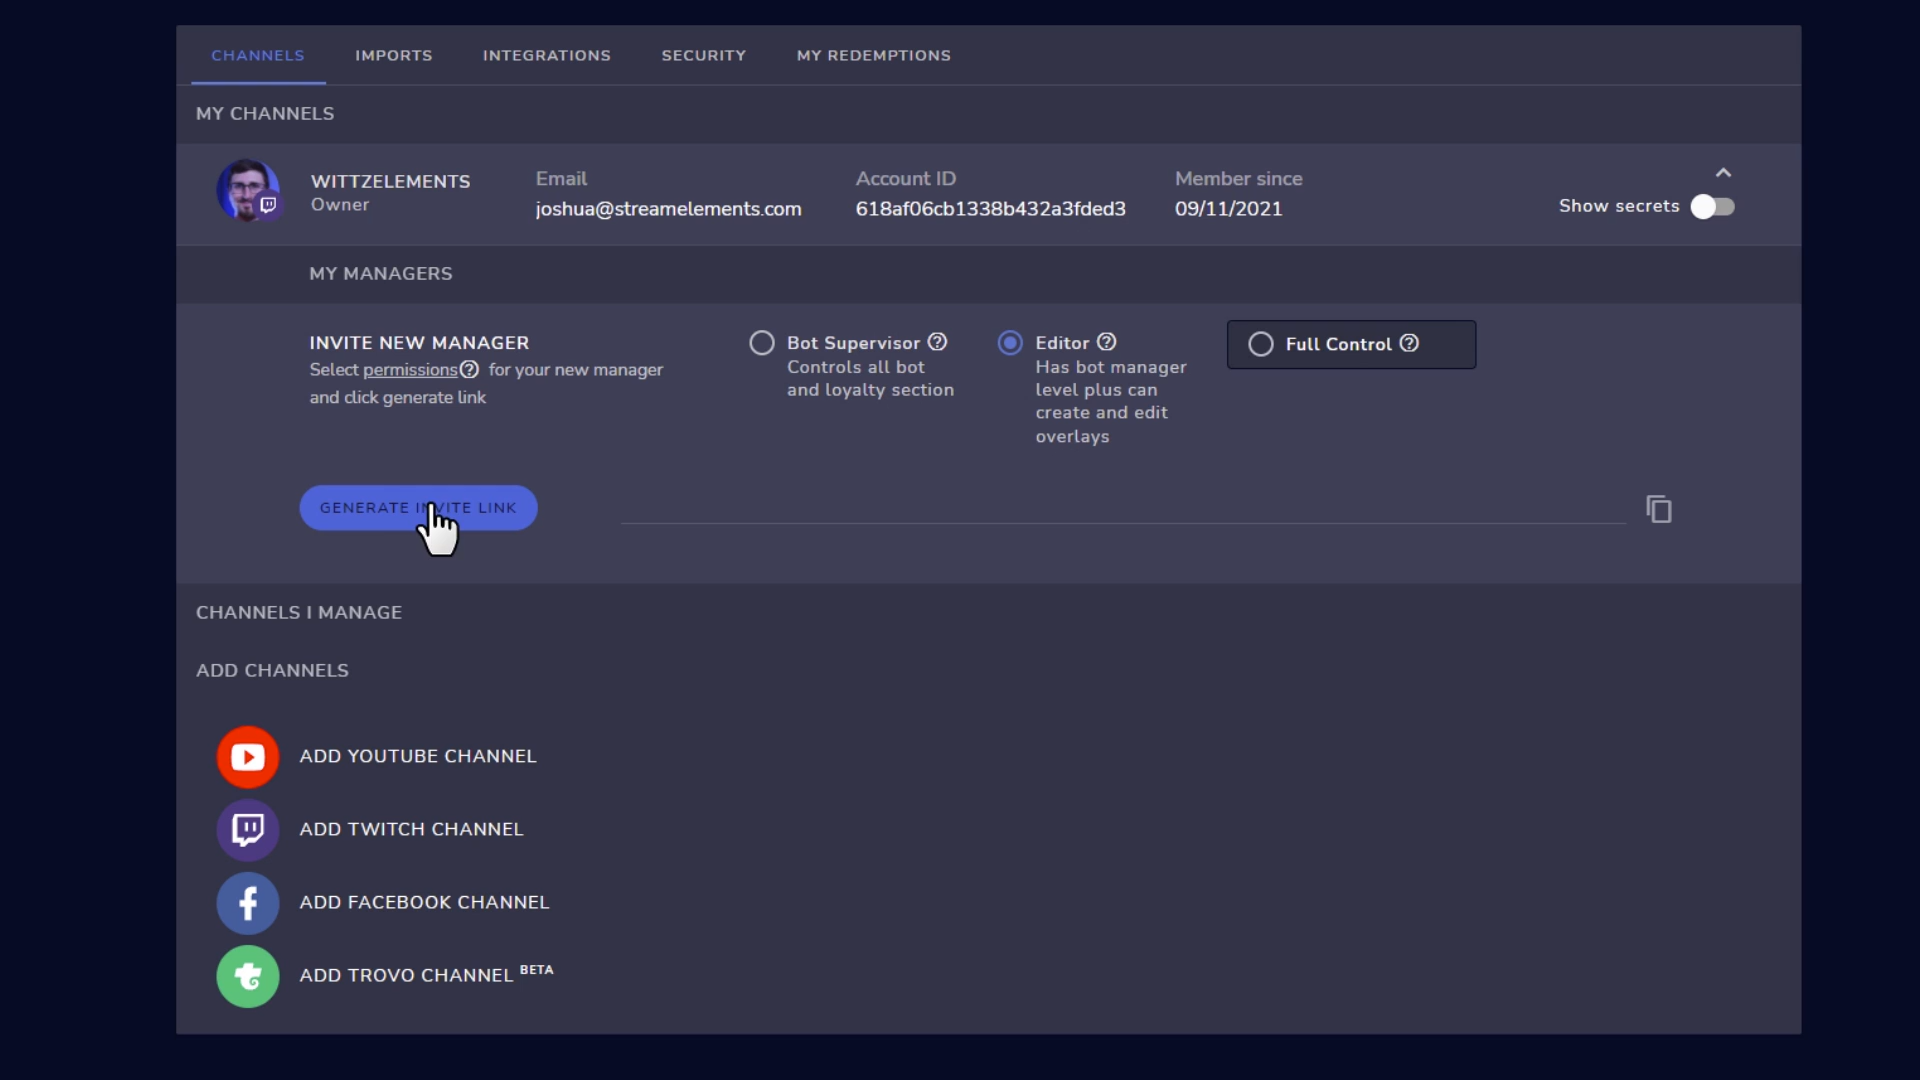 CHANNELS IMPORTS INTEGRATIONS SECURITY MY REDEMPTIONS
MY CHANNELS
WITTZELEMENTS
Owner
Email
joshua@streamelements.com
Account ID
618af06cb1338b432a3fded3
Member since
09/11/2021
Show secrets
MY MANAGERS
INVITE NEW MANAGER
Select permissions? for your new manager
and click generate link
Bot Supervisor ?
Controls all bot
and loyalty section
Editor ?
Has bot manager
level plus can
create and edit
overlays
Full Control ?
GENERATE INVITE LINK
CHANNELS I MANAGE
ADD CHANNELS
ADD YOUTUBE CHANNEL
ADD TWITCH CHANNEL
ADD FACEBOOK CHANNEL
ADD TROVO CHANNEL BETA